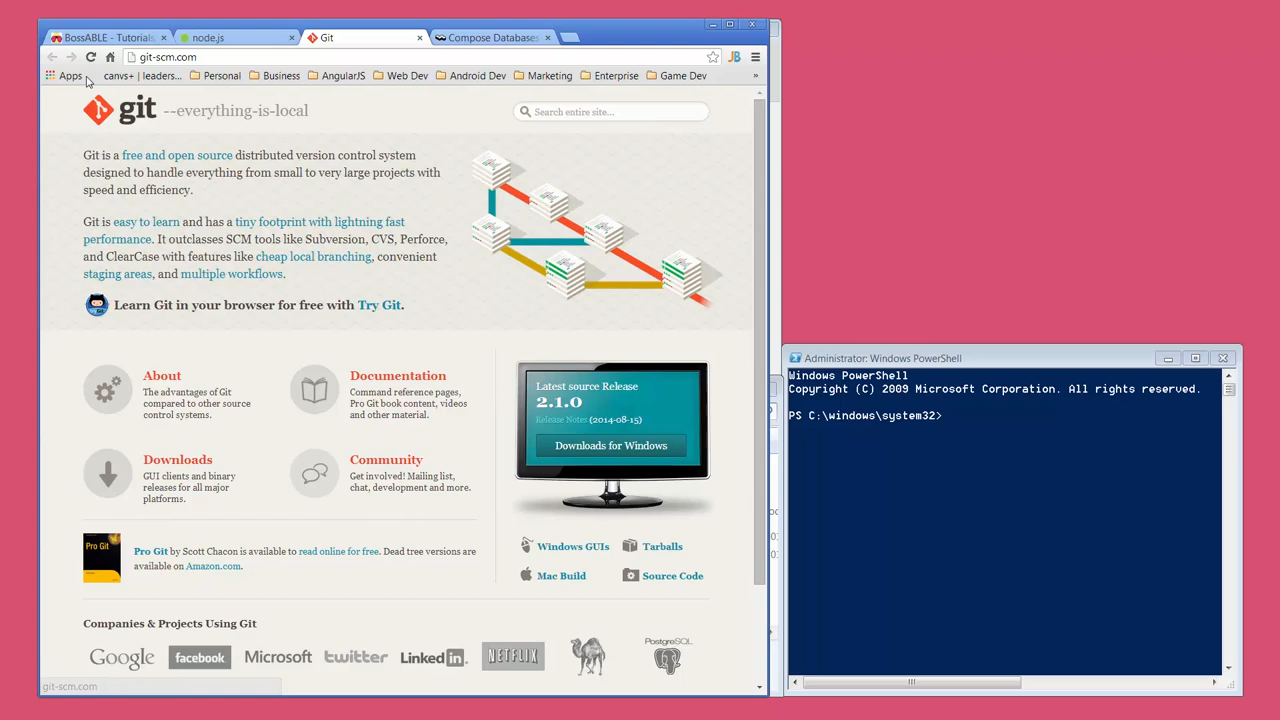 BossABLE - Tutorials
node.js
Git
Compose Databases
git-scm.com
Apps
canvs+ | leaders...
Personal
Business
AngularJS
Web Dev
Android Dev
Marketing
Enterprise
Game Dev
»
git --everything-is-local
Search entire site...
Git is a free and open source distributed version control system
designed to handle everything from small to very large projects with
speed and efficiency.
Git is easy to learn and has a tiny footprint with lightning fast
performance. It outclasses SCM tools like Subversion, CVS, Perforce,
and ClearCase with features like cheap local branching, convenient
staging areas, and multiple workflows.
Learn Git in your browser for free with Try Git.
About
The advantages of Git
compared to other source
control systems.
Documentation
Command reference pages,
Pro Git book content, videos
and other material.
Downloads
GUI clients and binary
releases for all major
platforms.
Community
Get involved! Mailing list,
chat, development and more.
Latest source Release
2.1.0
Release Notes (2014-08-15)
Downloads for Windows
Windows GUIs
Tarballs
Mac Build
Source Code
Pro Git
Pro Git by Scott Chacon is available to read online for free. Dead tree versions are
available on Amazon.com.
Companies & Projects Using Git
Google
facebook
Microsoft
twitter
LinkedIn
NETFLIX
PostgreSQL
git-scm.com
Administrator: Windows PowerShell
Windows PowerShell
Copyright (C) 2009 Microsoft Corporation. All rights reserved.
PS C:\windows\system32>